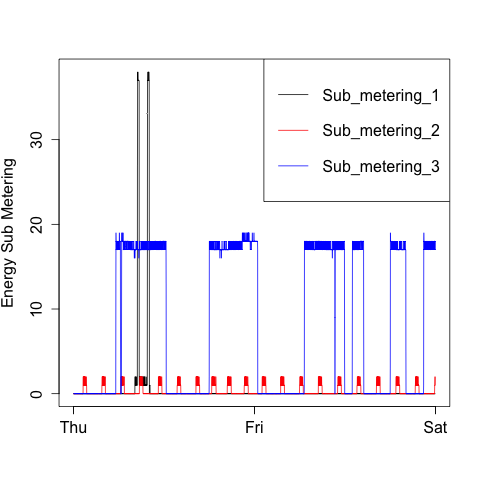 Sub_metering_1
Sub_metering_2
Sub_metering_3
Energy Sub Metering
30
20
10
0
Thu Fri Sat